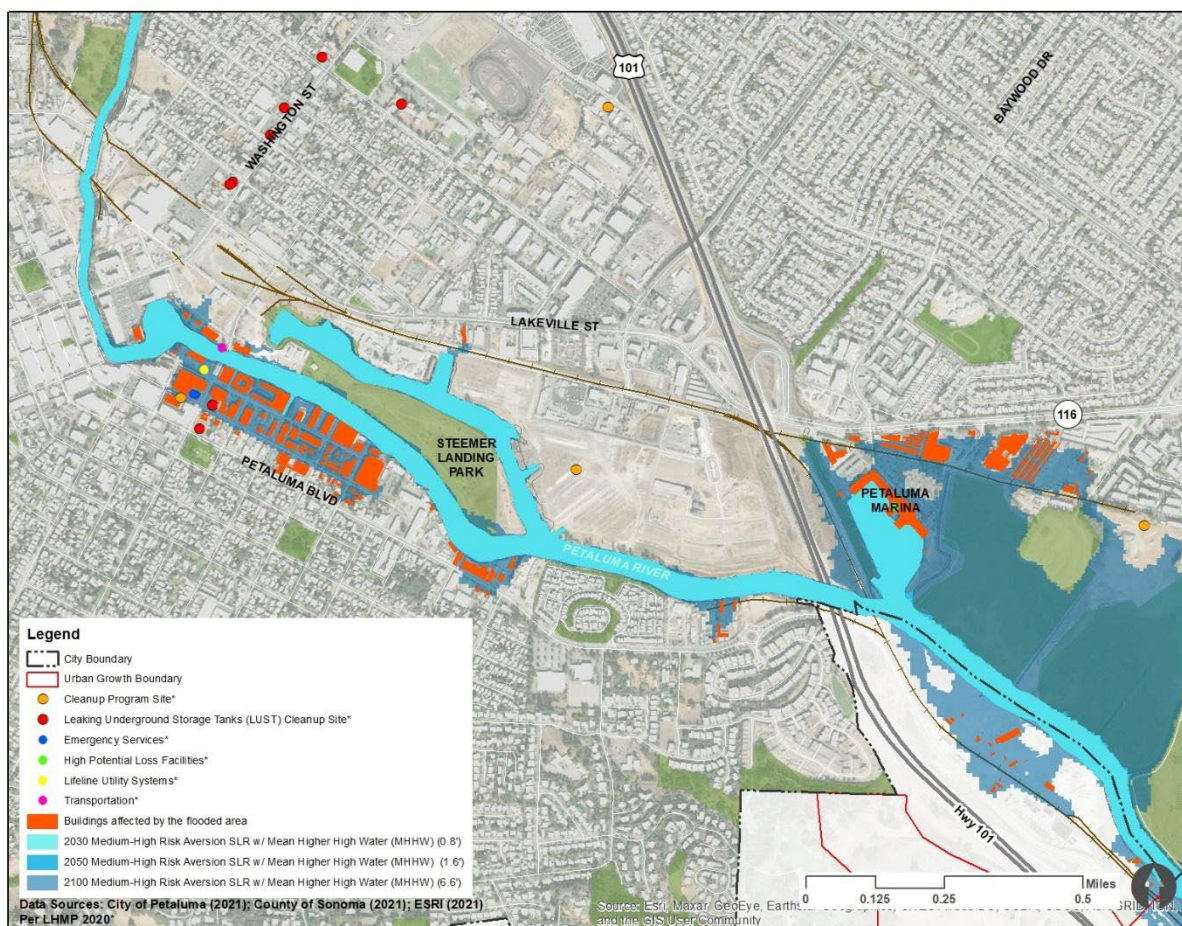 101
BAYWOOD DR
WASHINGTON ST
LAKEVILLE ST
116
STEEMER
LANDING
PARK
PETALUMA
MARINA
PETALUMA BLVD
PETALUMA RIVER
Hwy101
Legend
City Boundary
Urban Growth Boundary
Cleanup Program Site*
Leaking Underground Storage Tanks (LUST) Cleanup Site*
Emergency Services*
High Potential Loss Facilities*
Lifeline Utility Systems*
Transportation*
Buildings affected by the flooded area
2030 Medium-High Risk Aversion SLR w/ Mean Higher High Water (MHHW) (0.8')
2050 Medium-High Risk Aversion SLR w/ Mean Higher High Water (MHHW) (1.6')
2100 Medium-High Risk Aversion SLR w/ Mean Higher High Water (MHHW) (6.6')
Miles
0 0.125 0.25 0.5
Data Sources: City of Petaluma (2021); County of Sonoma (2021); ESRI (2021)
Per LHMP 2020*
Source: Esri, Maxar, GeoEye, Earthstar
and the GIS User Community